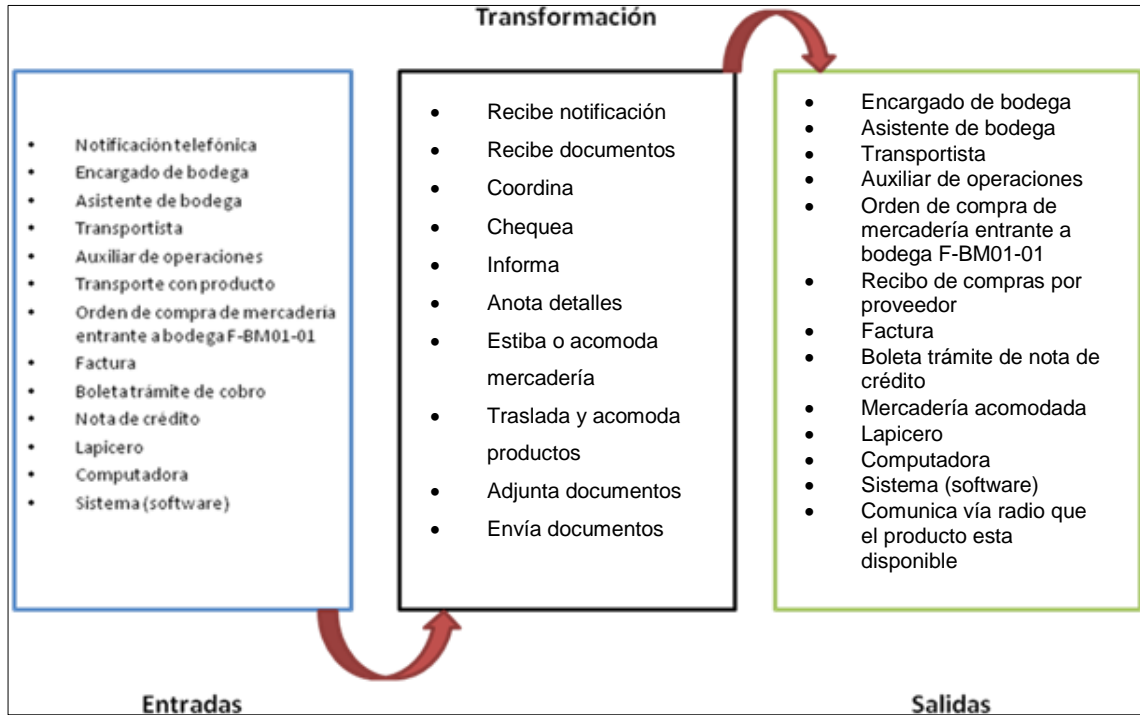 Transformación
• Notificación telefónica
• Encargado de bodega
• Asistente de bodega
• Transportista
• Auxiliar de operaciones
• Transporte con producto
• Orden de compra de mercadería
entrante a bodega F-BM01-01
• Factura
• Boleta trámite de cobro
• Nota de crédito
• Lapicero
• Computadora
• Sistema (software)
• Recibe notificación
• Recibe documentos
• Coordina
• Chequea
• Informa
• Anota detalles
• Estiba o acomoda
mercadería
• Traslada y acomoda
productos
• Adjunta documentos
• Envía documentos
• Encargado de bodega
• Asistente de bodega
• Transportista
• Auxiliar de operaciones
• Orden de compra de
mercadería entrante a
bodega F-BM01-01
• Recibo de compras por
proveedor
• Factura
• Boleta trámite de nota de
crédito
• Mercadería acomodada
• Lapicero
• Computadora
• Sistema (software)
• Comunica vía radio que
el producto esta
disponible
Entradas
Salidas